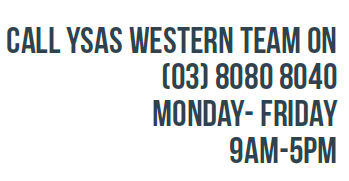 CALL YSAS WESTERN TEAM ON
(03) 8080 8040
MONDAY- FRIDAY
9AM-5PM